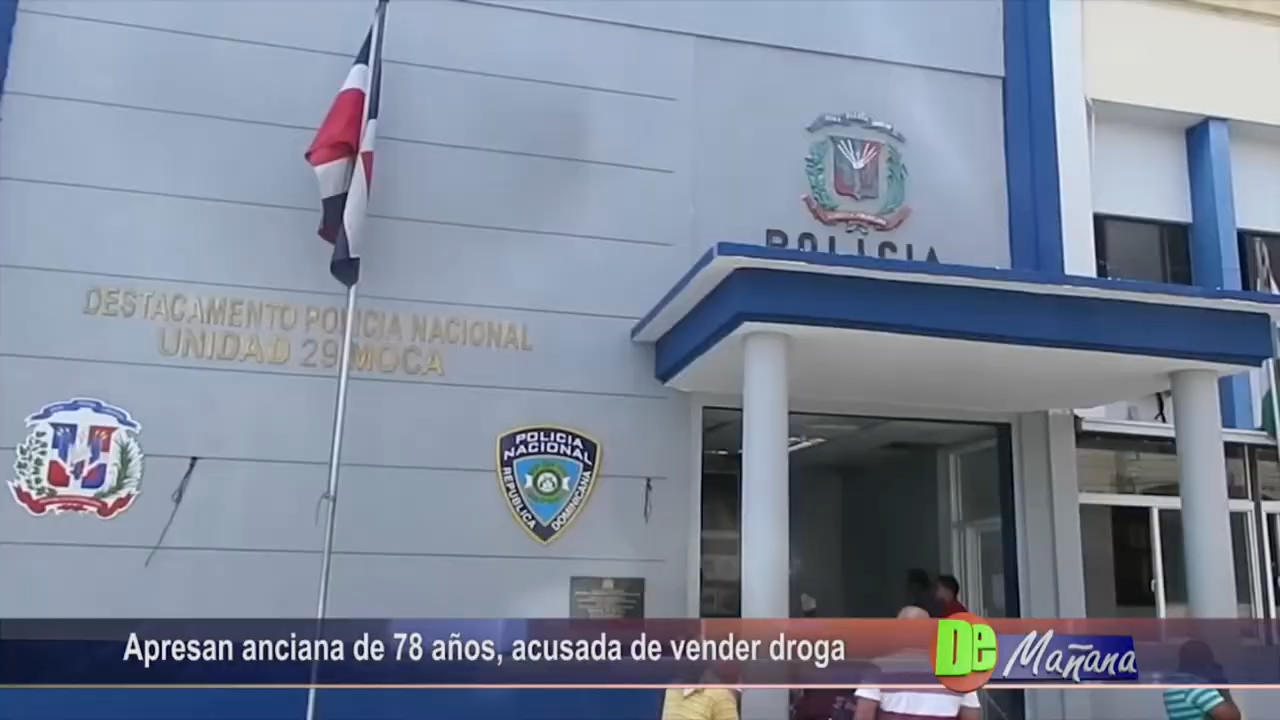 POLICIA
DESTACAMENTO POLICIA NACIONAL
UNIDAD 29 MOCA
POLICIA
NACIONAL
REPUBLICA
DOMINICANA
Apresan anciana de 78 años, acusada de vender droga
De Mañana